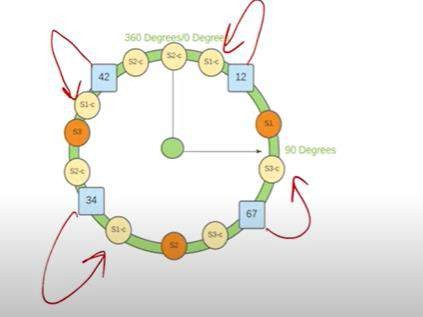 360 Degrees/0 Degree
S2-c
S2-c
S1-c
42
12
S1-c
S1
S3
90 Degrees
S2-c
S3-c
34
67
S1-c
S3-c
S2